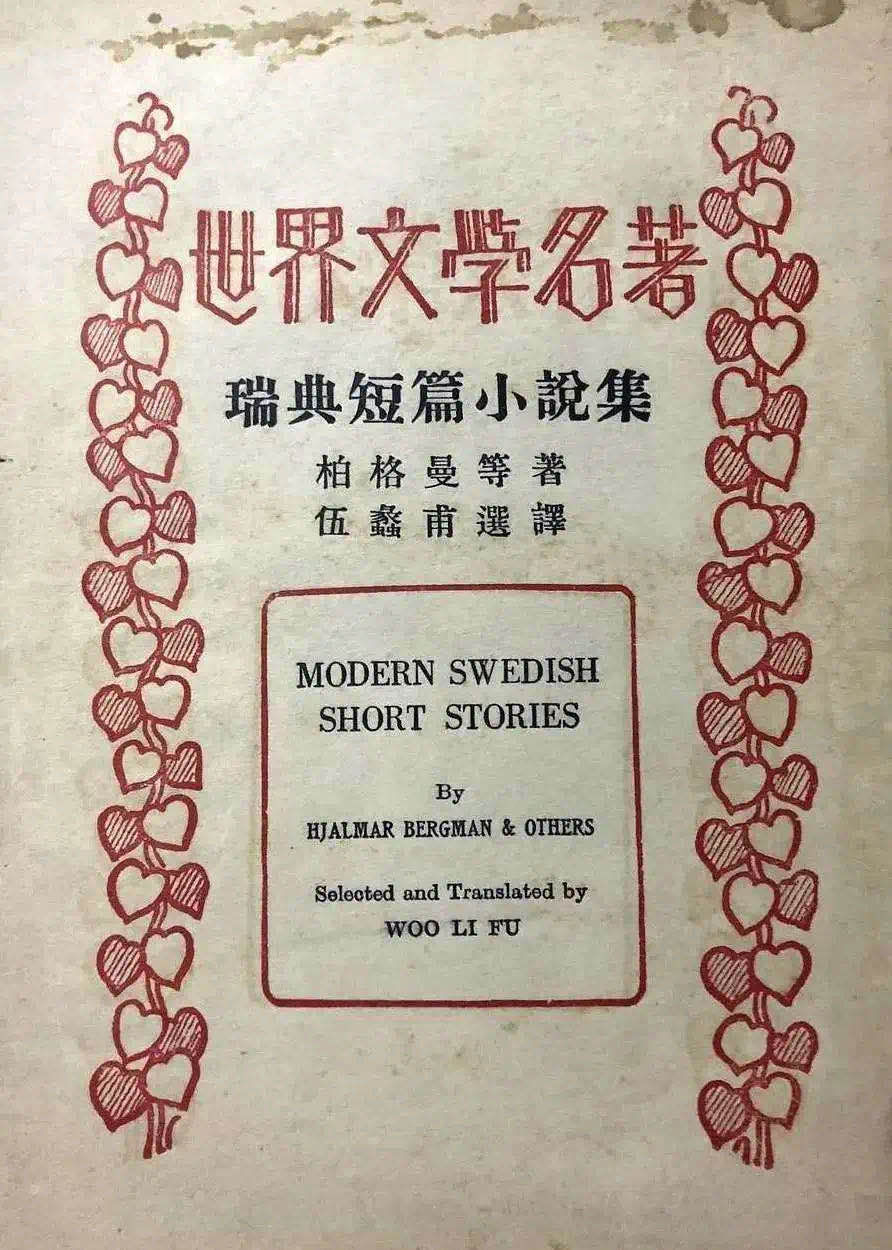 世界文學名著
瑞典短篇小說集
柏格曼等著
伍蠡甫選譯
MODERN SWEDISH
SHORT STORIES
By
HJALMAR BERGMAN & OTHERS
Selected and Translated by
WOO LI FU